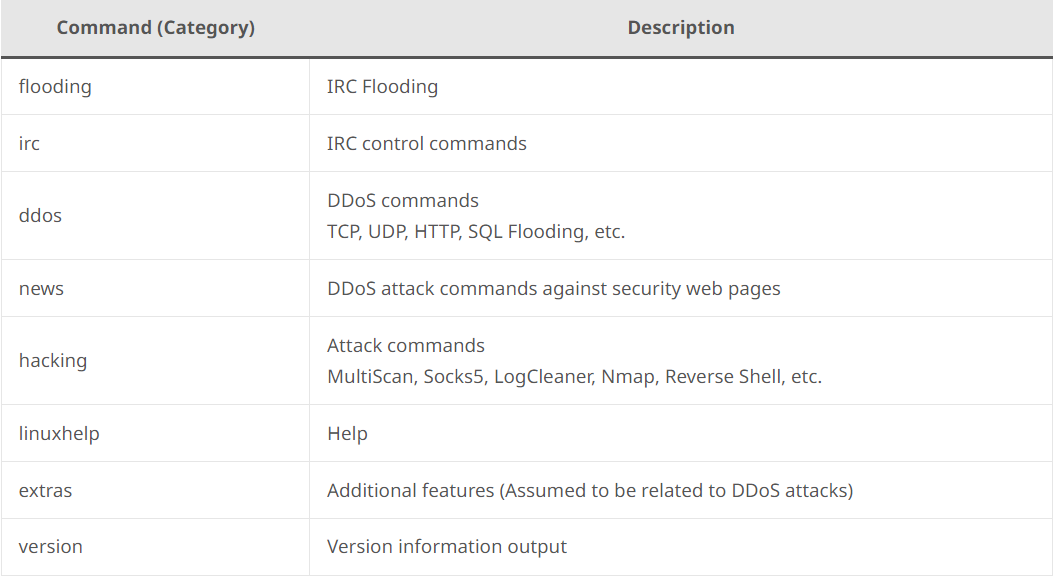 Command (Category) Description
flooding IRC Flooding
irc IRC control commands
ddos DDoS commands
TCP, UDP, HTTP, SQL Flooding, etc.
news DDoS attack commands against security web pages
hacking Attack commands
MultiScan, Socks5, LogCleaner, Nmap, Reverse Shell, etc.
linuxhelp Help
extras Additional features (Assumed to be related to DDoS attacks)
version Version information output